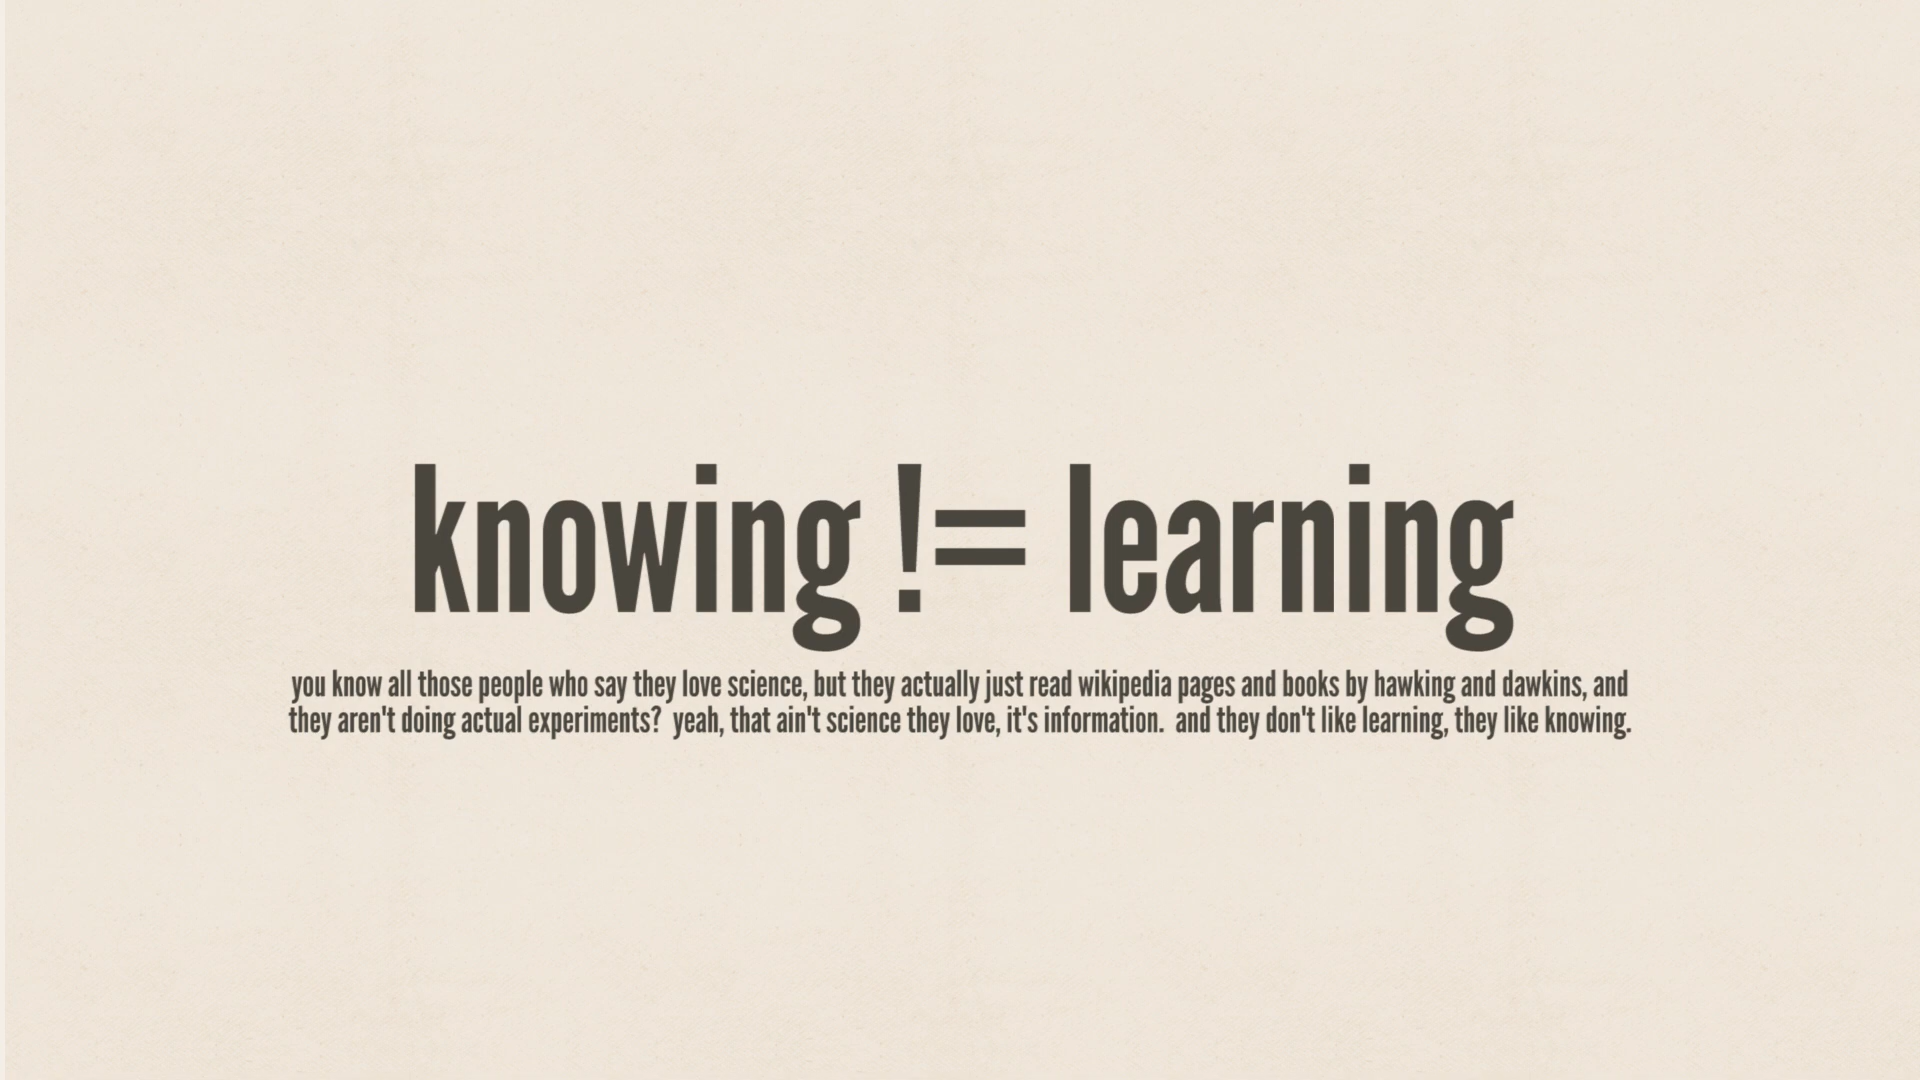 knowing != learning
you know all those people who say they love science, but they actually just read wikipedia pages and books by hawking and dawkins, and
they aren't doing actual experiments?  yeah, that ain't science they love, it's information.  and they don't like learning, they like knowing.